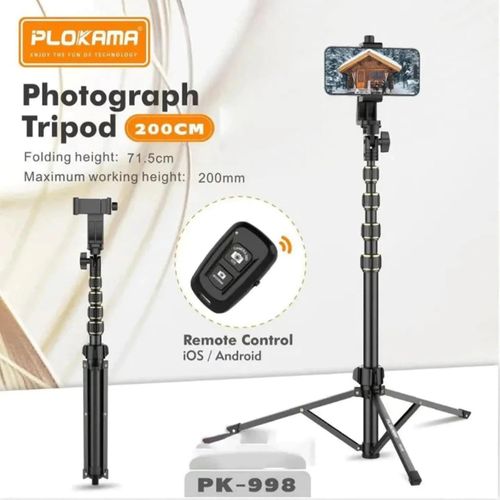 PLOKAMA
ENJOY THE FUN OF TECHNOLOGY
Photograph
Tripod 200CM
Folding height: 71.5cm
Maximum working height: 200mm
Remote Control
iOS / Android
PK-998